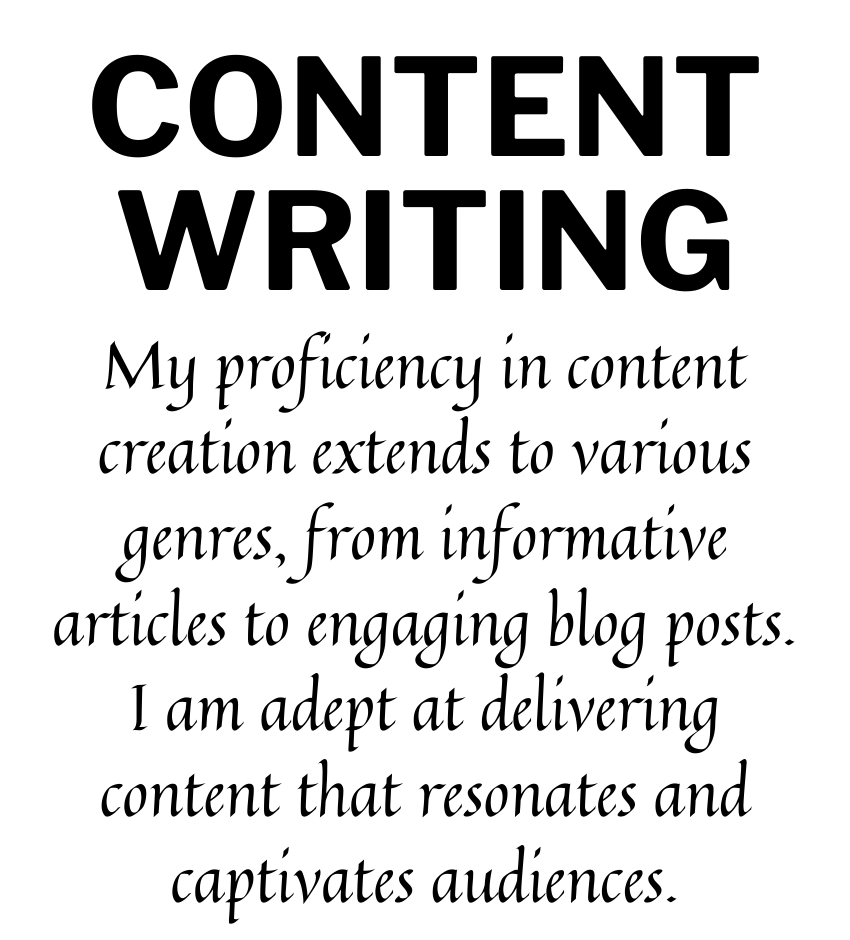 CONTENT
WRITING
My proficiency in content
creation extends to various
genres, from informative
articles to engaging blog posts.
I am adept at delivering
content that resonates and
captivates audiences.